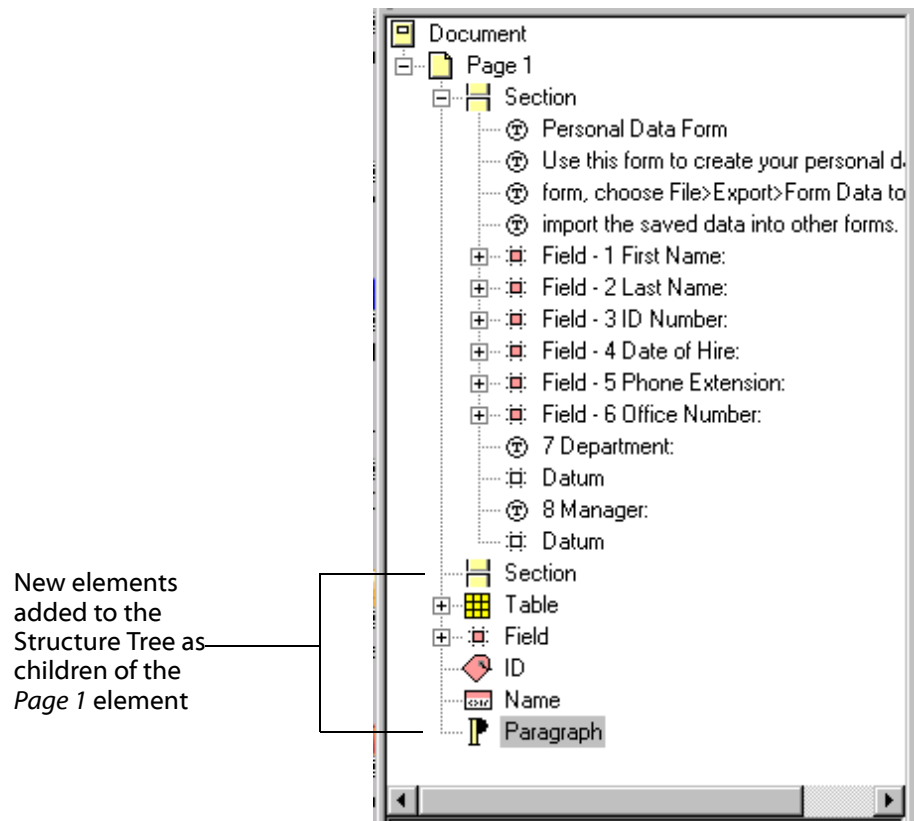 Document
Page 1
Section
Personal Data Form
Use this form to create your personal d
form, choose File>Export>Form Data to
import the saved data into other forms.
Field - 1 First Name:
Field - 2 Last Name:
Field - 3 ID Number:
Field - 4 Date of Hire:
Field - 5 Phone Extension:
Field - 6 Office Number:
7 Department:
Datum
8 Manager:
Datum
Section
Table
Field
ID
Name
Paragraph
New elements
added to the
Structure Tree as
children of the
Page 1 element